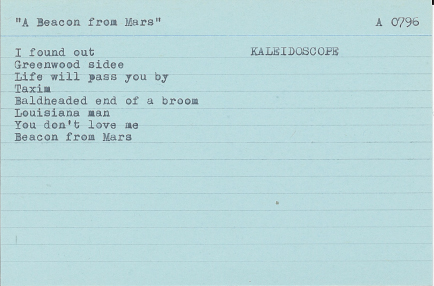 "A Beacon from Mars" A 0796
I found out KALEIDOSCOPE
Greenwood sidee
Life will pass you by
Taxim
Baldheaded end of a broom
Louisiana man
You don't love me
Beacon from Mars